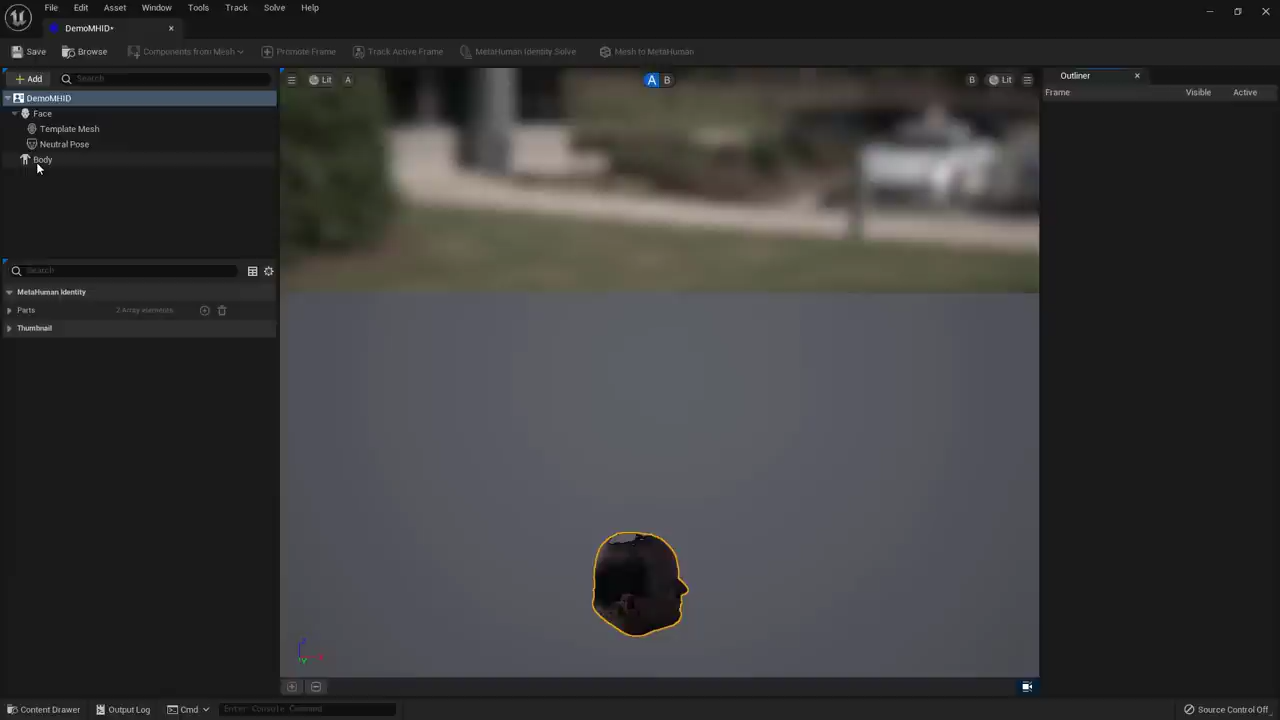 File Edit Asset Window Tools Track Solve Help
DemoMHID•
Save Browse Components from Mesh Promote Frame Track Active Frame MetaHuman Identity Solve Mesh to MetaHuman
Add Search
DemoMHID
Face
Template Mesh
Neutral Pose
Body
Search
MetaHuman Identity
Parts 2 Array elements
Thumbnail
Lit A A B B Lit
Outliner
Frame Visible Active
Content Drawer Output Log Cmd Enter Console Command Source Control Off